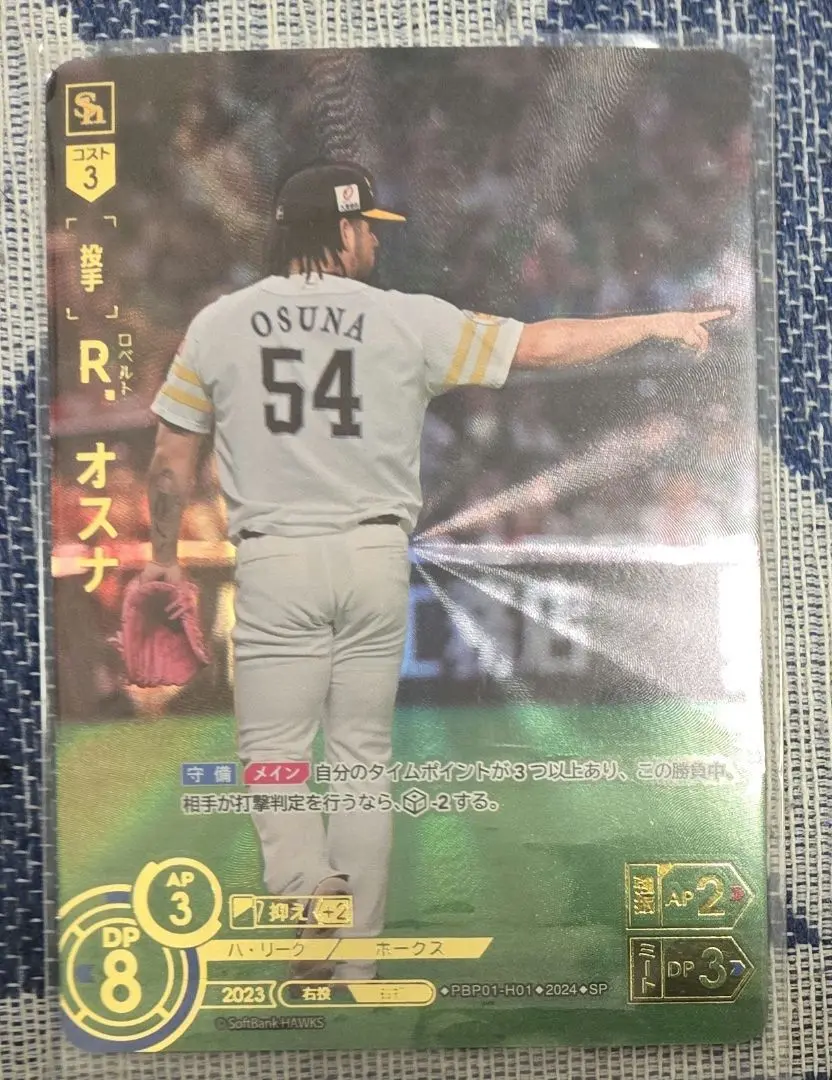 Sh
コスト
3
投手
R.オスナ
ロベルト
OSUNA
54
守備 メイン 自分のタイムポイントが3つ以上あり、この勝負中、
相手が打撃判定を行うなら、-2する。
AP
3
DP
8
抑え +2
パ・リーグ / ホークス
2023 右投
◆PBP01-H01◆2024◆SP
© SoftBank HAWKS
AP 2
ミート DP 3